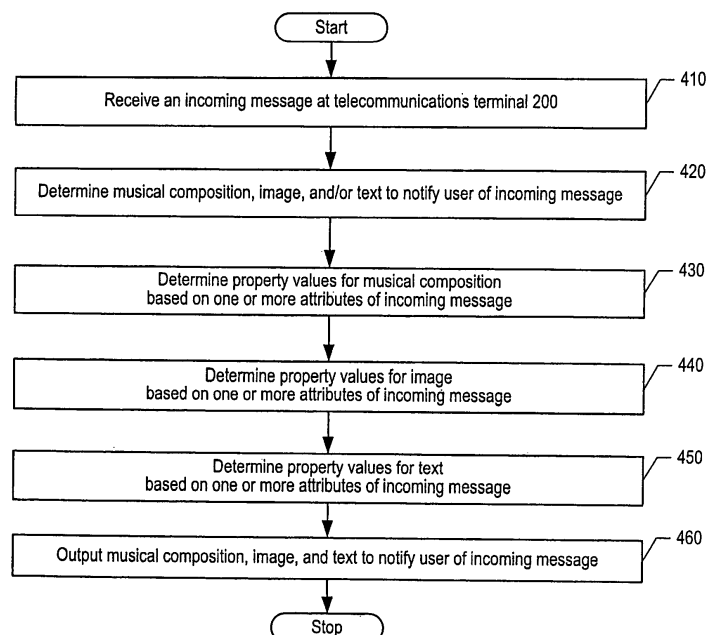 Start
410
Receive an incoming message at telecommunications terminal 200
420
Determine musical composition, image, and/or text to notify user of incoming message
430
Determine property values for musical composition
based on one or more attributes of incoming message
440
Determine property values for image
based on one or more attributes of incoming message
450
Determine property values for text
based on one or more attributes of incoming message
460
Output musical composition, image, and text to notify user of incoming message
Stop